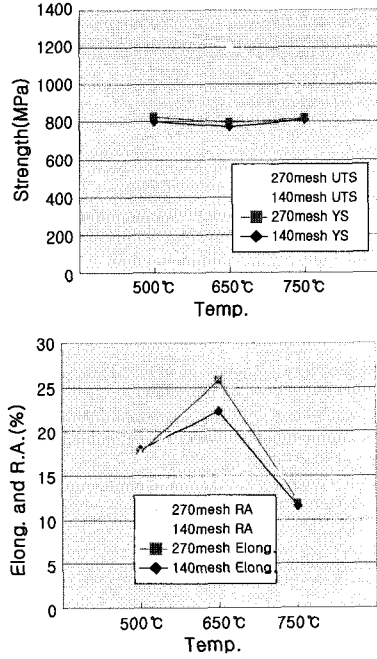 1400
1200
1000
800
600
400
200
0
Strength(MPa)
270mesh UTS
140mesh UTS
270mesh YS
140mesh YS
500℃ 650℃ 750℃
Temp.
30
25
20
15
10
5
0
Elong. and R.A.(%)
270mesh RA
140mesh RA
270mesh Elong.
140mesh Elong.
500℃ 650℃ 750℃
Temp.